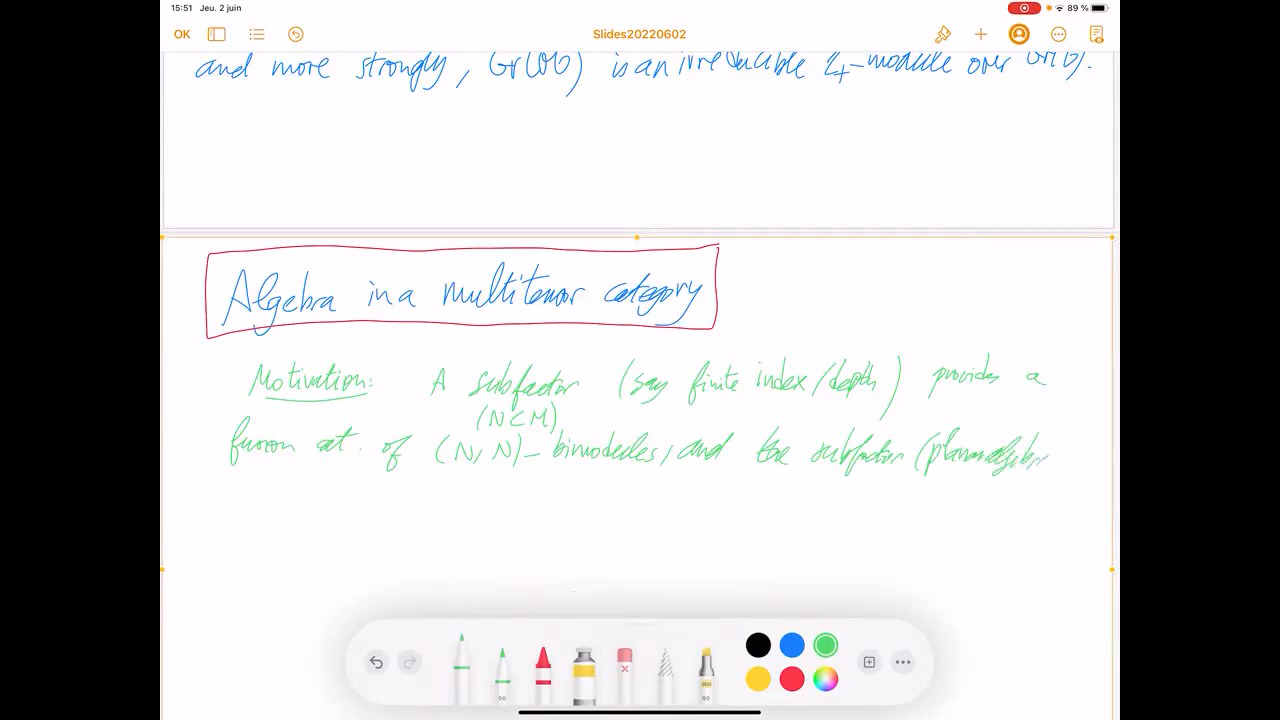 15:51 Jeu. 2 juin
89 %
OK
Slides20220602
and more strongly, Gr(M) is an irreducible Z+-module over Gr(C).
Algebra in a multitensor category
Motivation: A subfactor (say finite index/depth) provides a
(N⊂M)
fusion cat. of (N,N)-bimodules, and the subfactor (planar algebra